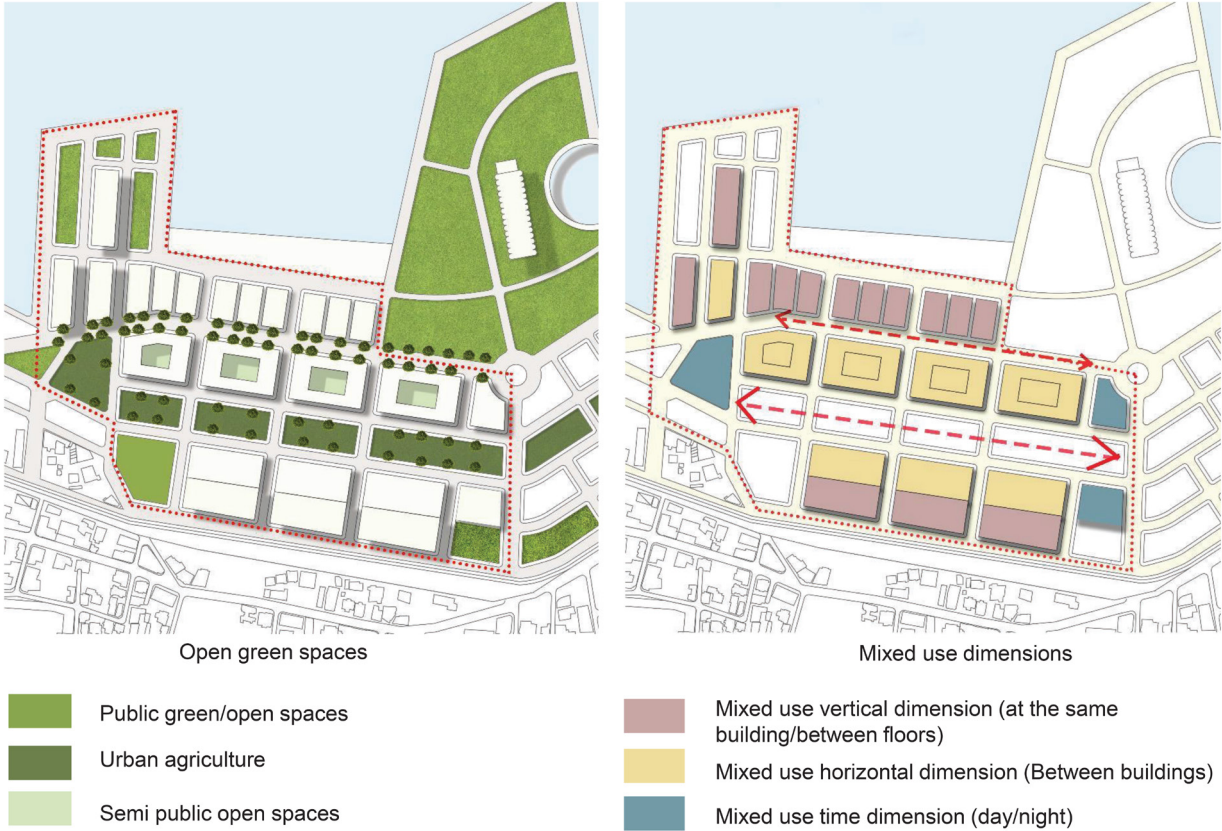 Open green spaces
Public green/open spaces
Urban agriculture
Semi public open spaces
Mixed use dimensions
Mixed use vertical dimension (at the same
building/between floors)
Mixed use horizontal dimension (Between buildings)
Mixed use time dimension (day/night)